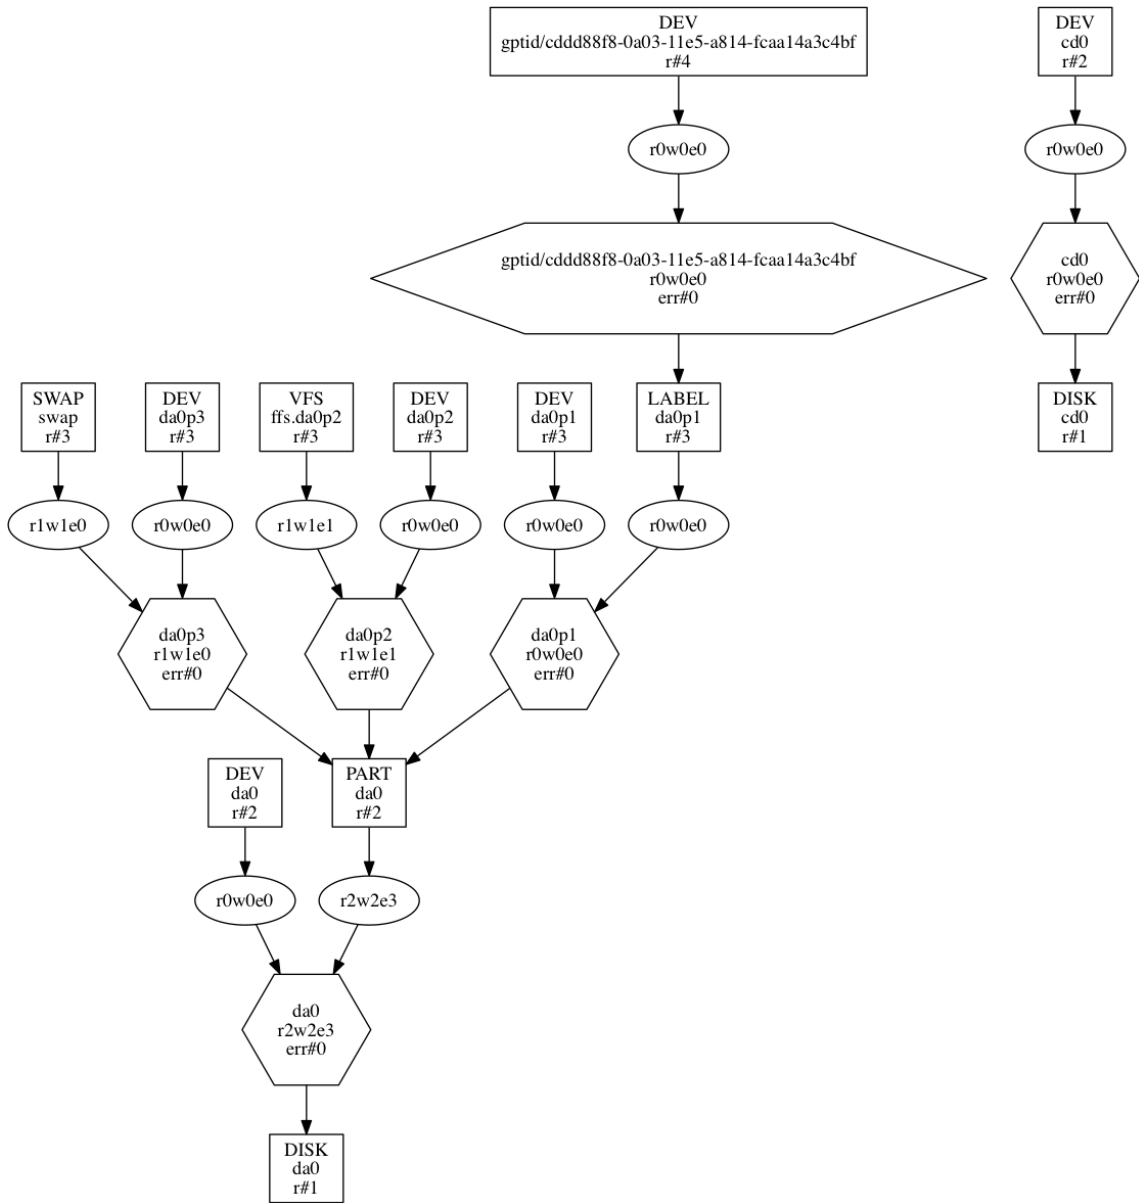 DEV
gptid/cddd88f8-0a03-11e5-a814-fcaa14a3c4bf
r#4
DEV
cd0
r#2
r0w0e0
r0w0e0
gptid/cddd88f8-0a03-11e5-a814-fcaa14a3c4bf
r0w0e0
err#0
cd0
r0w0e0
err#0
SWAP
swap
r#3
DEV
da0p3
r#3
VFS
ffs.da0p2
r#3
DEV
da0p2
r#3
DEV
da0p1
r#3
LABEL
da0p1
r#3
DISK
cd0
r#1
r1w1e0
r0w0e0
r1w1e1
r0w0e0
r0w0e0
r0w0e0
da0p3
r1w1e0
err#0
da0p2
r1w1e1
err#0
da0p1
r0w0e0
err#0
DEV
da0
r#2
PART
da0
r#2
r0w0e0
r2w2e3
da0
r2w2e3
err#0
DISK
da0
r#1